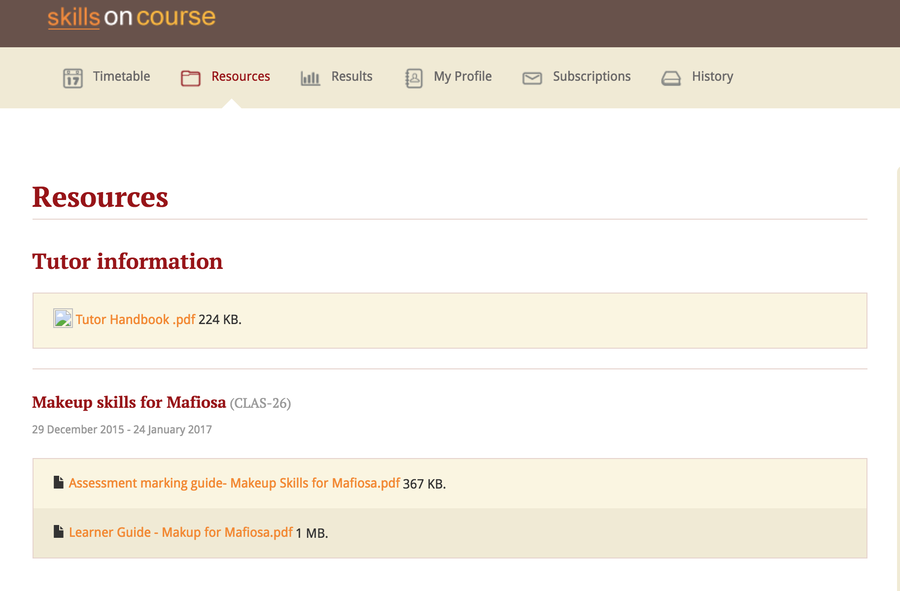 skills on course
Timetable Resources Results My Profile Subscriptions History
17
Resources
Tutor information
Tutor Handbook .pdf 224 KB.
Makeup skills for Mafiosa (CLAS-26)
29 December 2015 - 24 January 2017
Assessment marking guide- Makeup Skills for Mafiosa.pdf 367 KB.
Learner Guide - Makup for Mafiosa.pdf 1 MB.